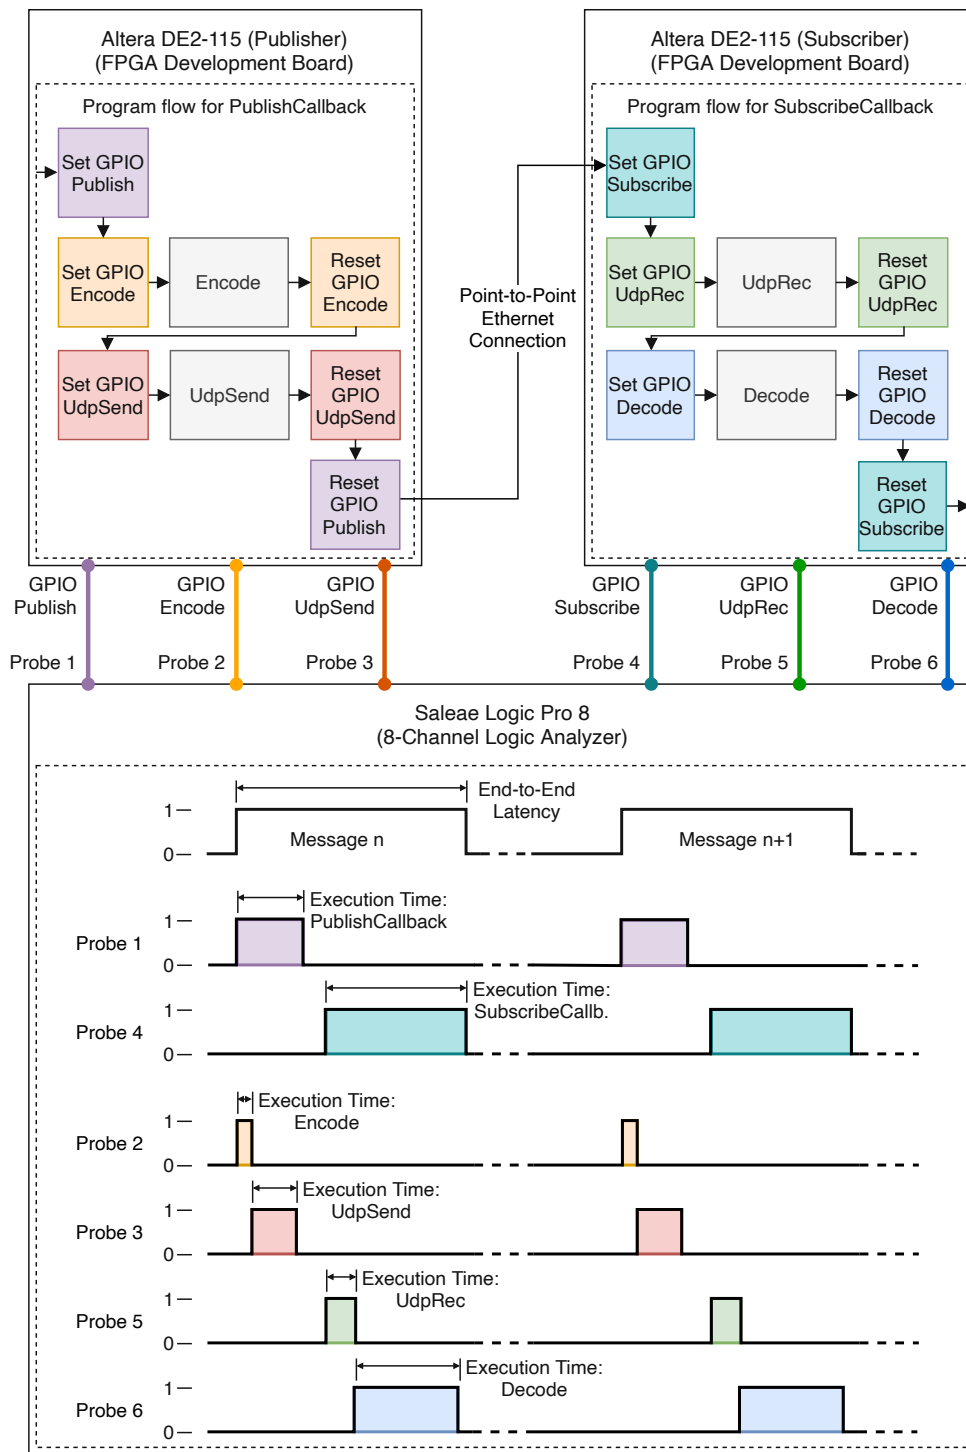 Altera DE2-115 (Publisher)
(FPGA Development Board)
Program flow for PublishCallback
Set GPIO
Publish
Set GPIO
Encode
Encode
Reset
GPIO
Encode
Set GPIO
UdpSend
UdpSend
Reset
GPIO
UdpSend
Reset
GPIO
Publish
Point-to-Point
Ethernet
Connection
Altera DE2-115 (Subscriber)
(FPGA Development Board)
Program flow for SubscribeCallback
Set GPIO
Subscribe
Set GPIO
UdpRec
UdpRec
Reset
GPIO
UdpRec
Set GPIO
Decode
Decode
Reset
GPIO
Decode
Reset
GPIO
Subscribe
GPIO
Publish
GPIO
Encode
GPIO
UdpSend
GPIO
Subscribe
GPIO
UdpRec
GPIO
Decode
Probe 1
Probe 2
Probe 3
Probe 4
Probe 5
Probe 6
Saleae Logic Pro 8
(8-Channel Logic Analyzer)
End-to-End
Latency
1
0
Message n
Message n+1
Execution Time:
PublishCallback
Probe 1
1
0
Execution Time:
SubscribeCallb.
Probe 4
1
0
Execution Time:
Encode
Probe 2
1
0
Execution Time:
UdpSend
Probe 3
1
0
Execution Time:
UdpRec
Probe 5
1
0
Execution Time:
Decode
Probe 6
1
0